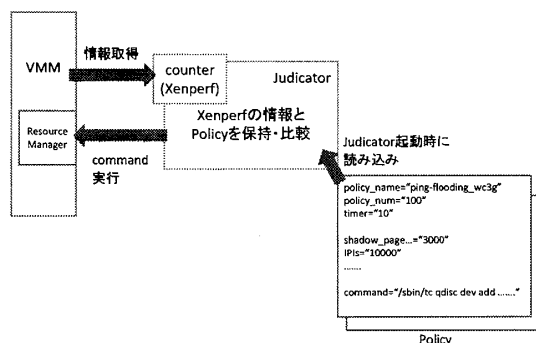 VMM
情報取得
counter
(Xenperf)
Judicator
Xenperfの情報と
Policyを保持・比較
Resource
Manager
command
実行
Judicator起動時に
読み込み
policy_name="ping-flooding_wc3g"
policy_num="100"
timer="10"
shadow_page...="3000"
IPIs="10000"
.......
command="/sbin/tc qdisc dev add ......."
Policy